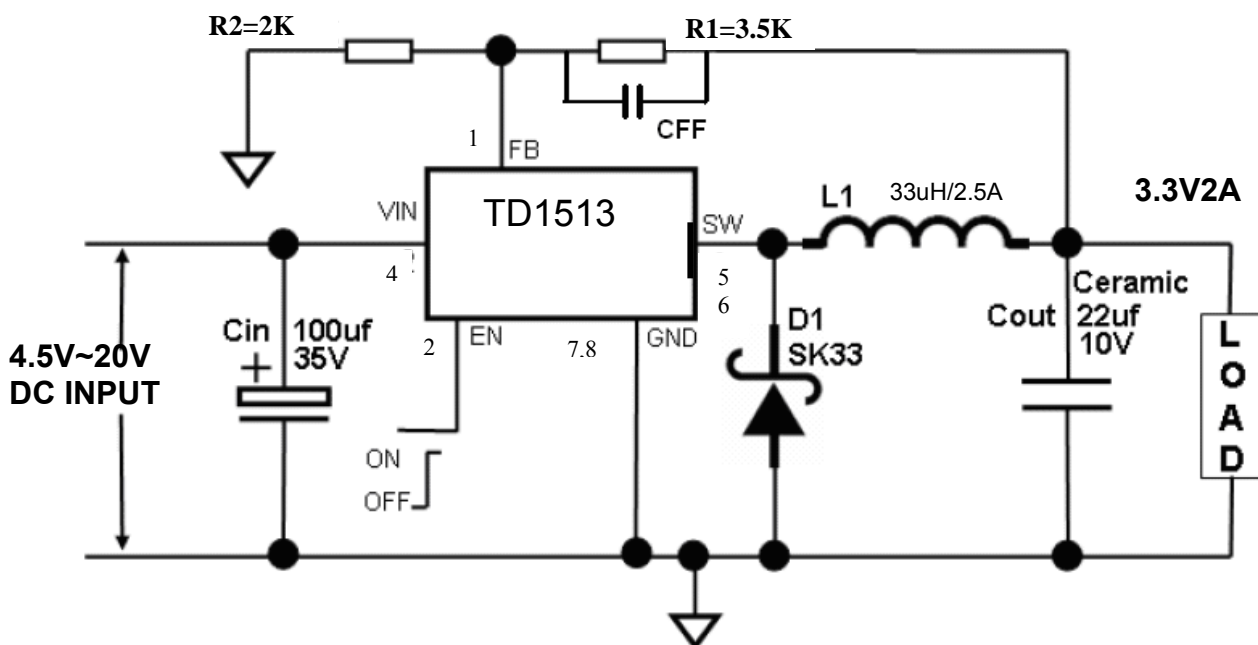 R2=2K
R1=3.5K
CFF
1
FB
VIN
TD1513
SW
L1
33uH/2.5A
3.3V2A
4
5
6
Cin
100uf
35V
+
2
EN
7.8
GND
D1
SK33
Cout
Ceramic
22uf
10V
4.5V~20V
DC INPUT
ON
OFF
L
O
A
D